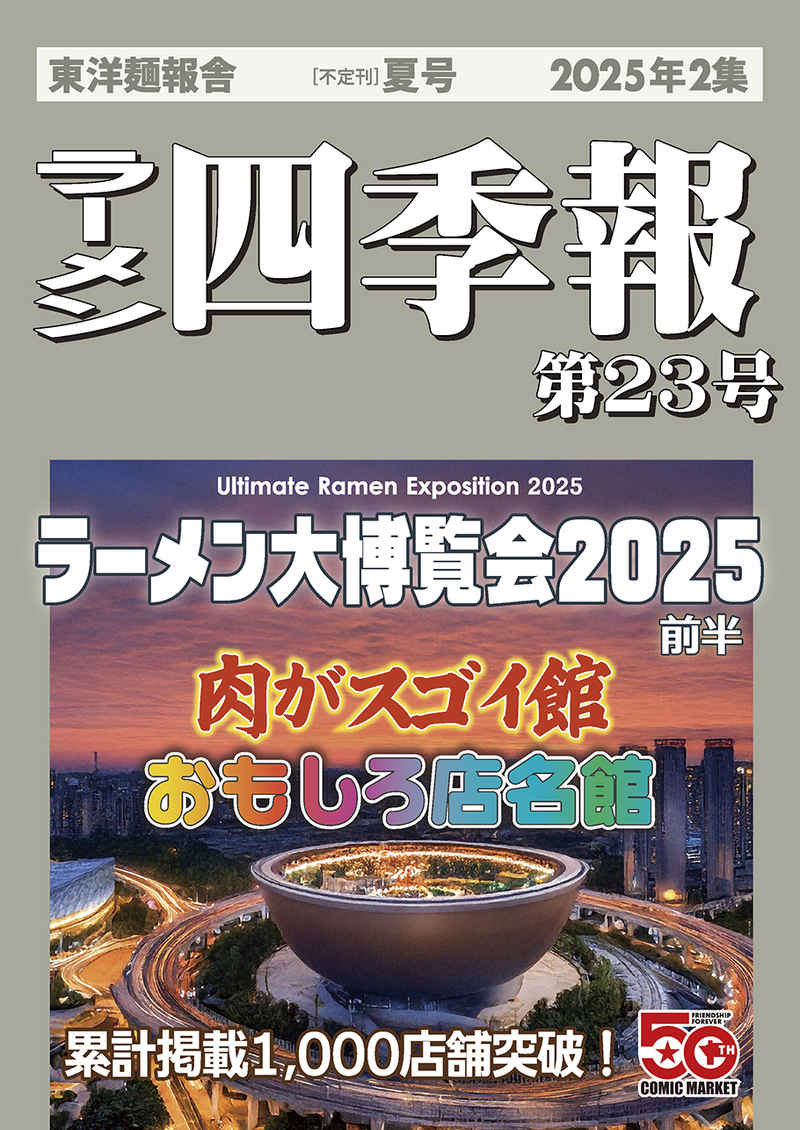 東洋麺報舎 [不定刊]夏号 2025年2集
ラーメン四季報
第23号
Ultimate Ramen Exposition 2025
ラーメン大博覧会2025
前半
肉がスゴイ館
おもしろ店名館
累計掲載1,000店舗突破！
FRIENDSHIP
FOREVER
50TH
COMIC MARKET